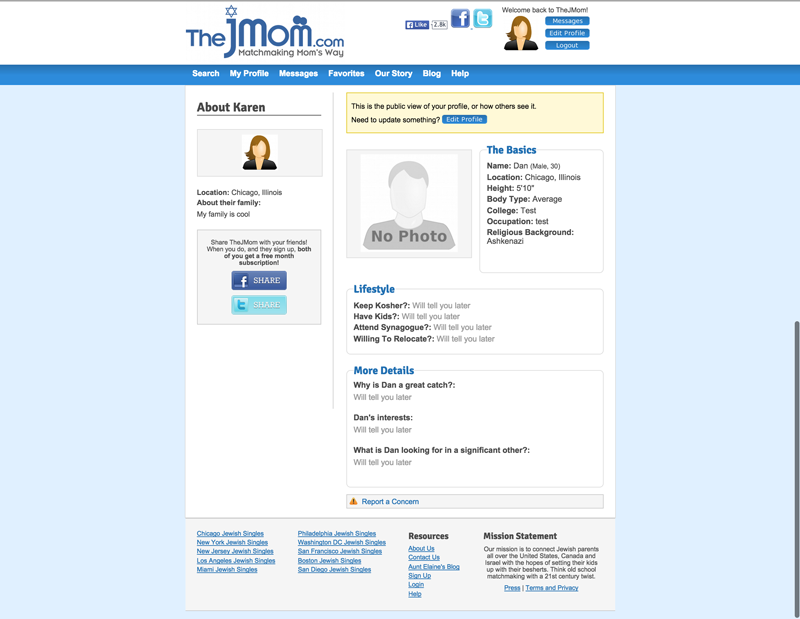 TheJMom.com
Matchmaking Mom's Way
Like 2.8k
Welcome back to TheJMom!
Messages
Edit Profile
Logout
Search My Profile Messages Favorites Our Story Blog Help
About Karen
Location: Chicago, Illinois
About their family:
My family is cool
Share TheJMom with your friends!
When you do, and they sign up, both
of you get a free month
subscription!
SHARE
SHARE
This is the public view of your profile, or how others see it.
Need to update something? Edit Profile
No Photo
The Basics
Name: Dan (Male, 30)
Location: Chicago, Illinois
Height: 5'10"
Body Type: Average
College: Test
Occupation: test
Religious Background:
Ashkenazi
Lifestyle
Keep Kosher?: Will tell you later
Have Kids?: Will tell you later
Attend Synagogue?: Will tell you later
Willing To Relocate?: Will tell you later
More Details
Why is Dan a great catch?:
Will tell you later
Dan's interests:
Will tell you later
What is Dan looking for in a significant other?:
Will tell you later
Report a Concern
Chicago Jewish Singles
New York Jewish Singles
New Jersey Jewish Singles
Los Angeles Jewish Singles
Miami Jewish Singles
Philadelphia Jewish Singles
Washington DC Jewish Singles
San Francisco Jewish Singles
Boston Jewish Singles
San Diego Jewish Singles
Resources
About Us
Contact Us
Aunt Elaine's Blog
Sign Up
Login
Help
Mission Statement
Our mission is to connect Jewish parents
all over the United States, Canada and
Israel with the hopes of setting their kids
up with their besherts. Think old school
matchmaking with a 21st century twist.
Press | Terms and Privacy